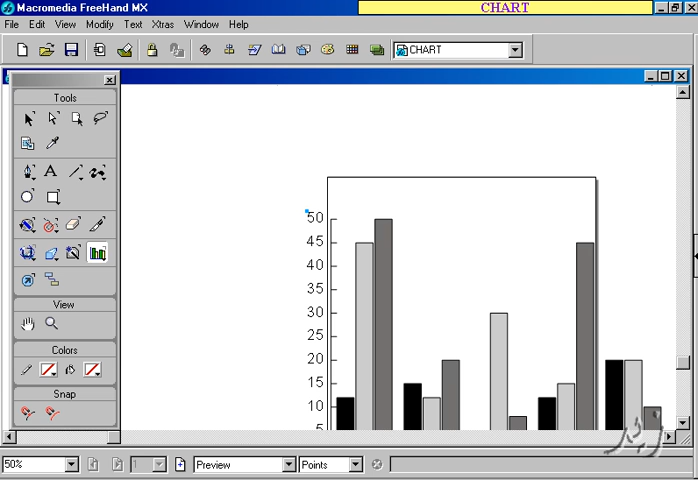 Macromedia FreeHand MX
CHART
File Edit View Modify Text Xtras Window Help
CHART
Tools
View
Colors
Snap
50
45
40
35
30
25
20
15
10
5
50%
1
Preview
Points